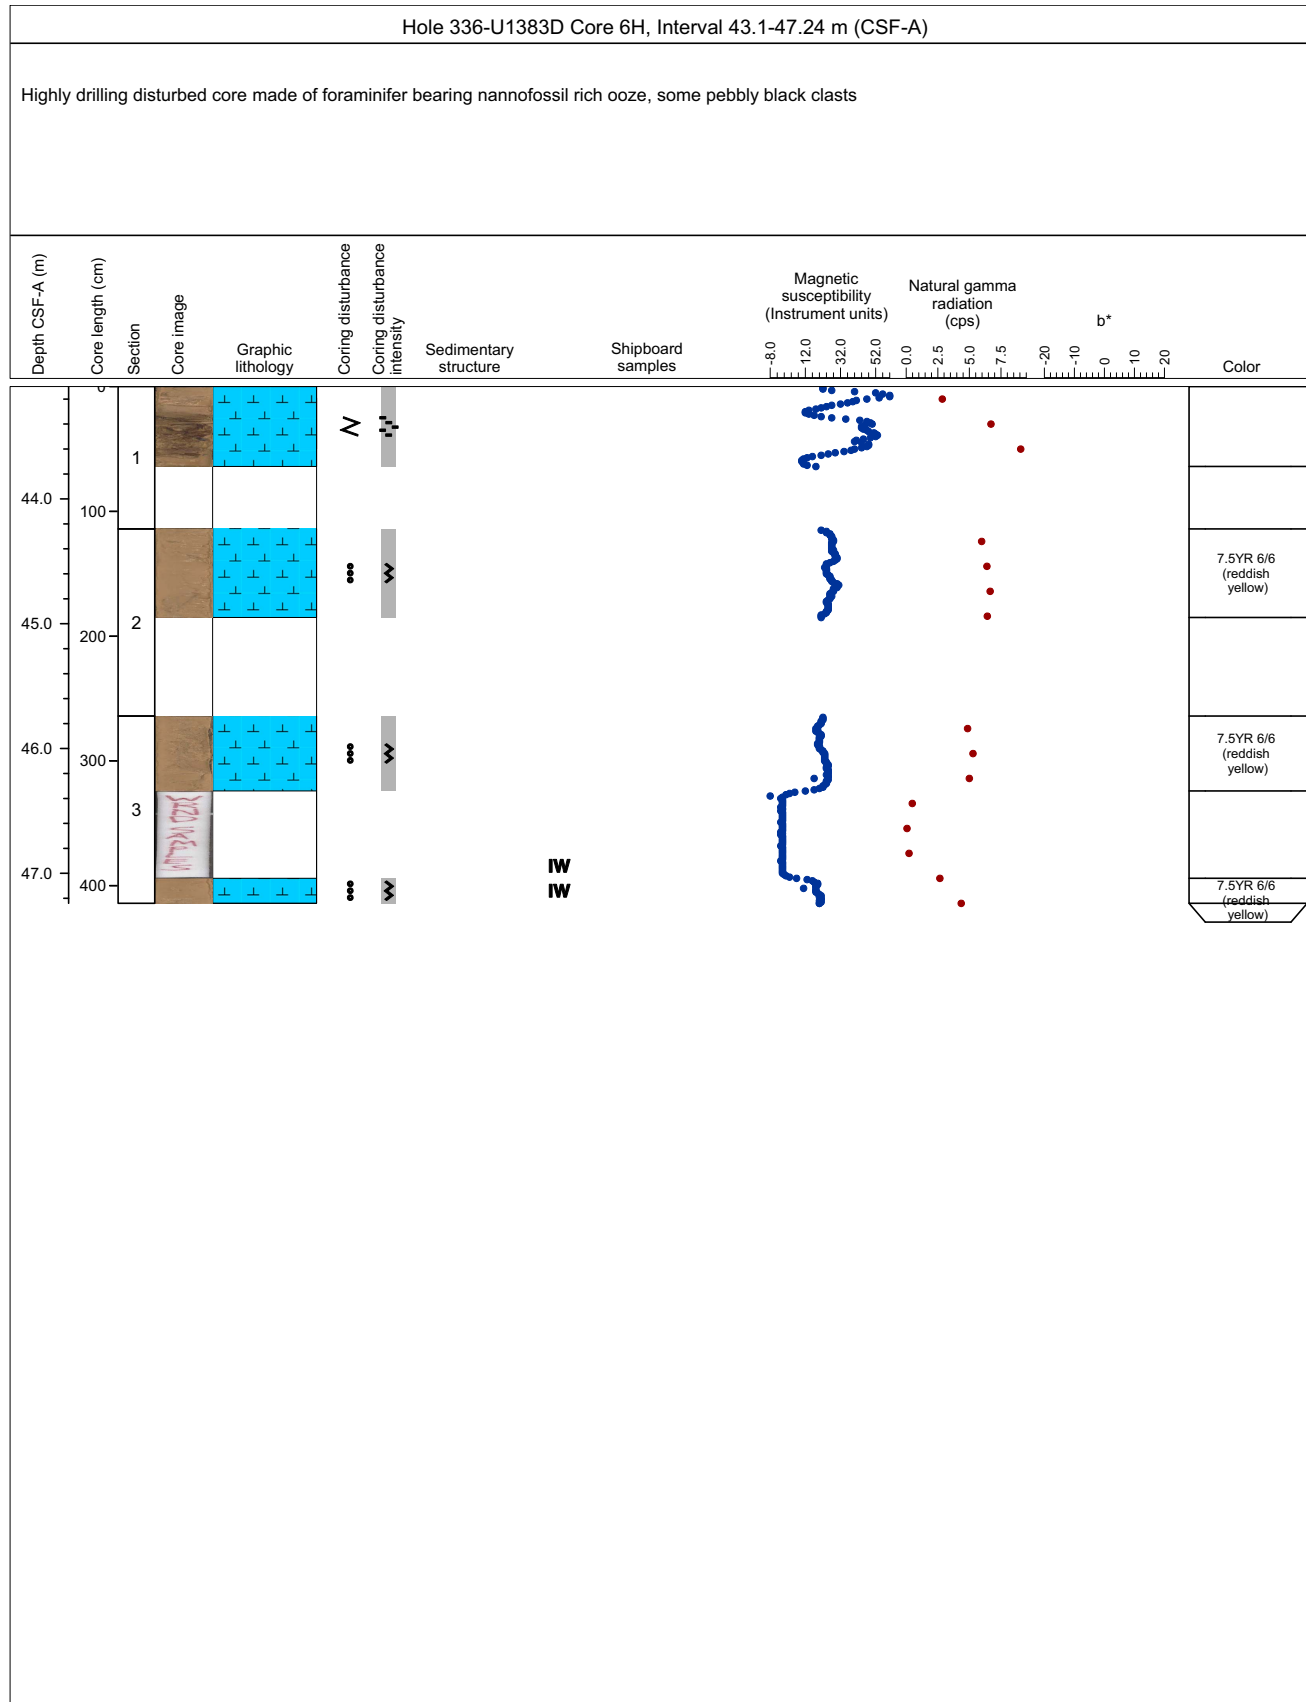 Hole 336-U1383D Core 6H, Interval 43.1-47.24 m (CSF-A)
Highly drilling disturbed core made of foraminifer bearing nannofossil rich ooze, some pebbly black clasts
Depth CSF-A (m)
Core length (cm)
Section
Core image
Graphic
lithology
Coring disturbance
Coring disturbance
intensity
Sedimentary
structure
Shipboard
samples
Magnetic
susceptibility
(Instrument units)
-8.0
12.0
32.0
52.0
Natural gamma
radiation
(cps)
0.0
2.5
5.0
7.5
b*
-20
-10
0
10
20
Color
0
1
44.0
100
7.5YR 6/6
(reddish
yellow)
45.0
200
2
46.0
300
7.5YR 6/6
(reddish
yellow)
3
IW
47.0
400
IW
7.5YR 6/6
(reddish
yellow)